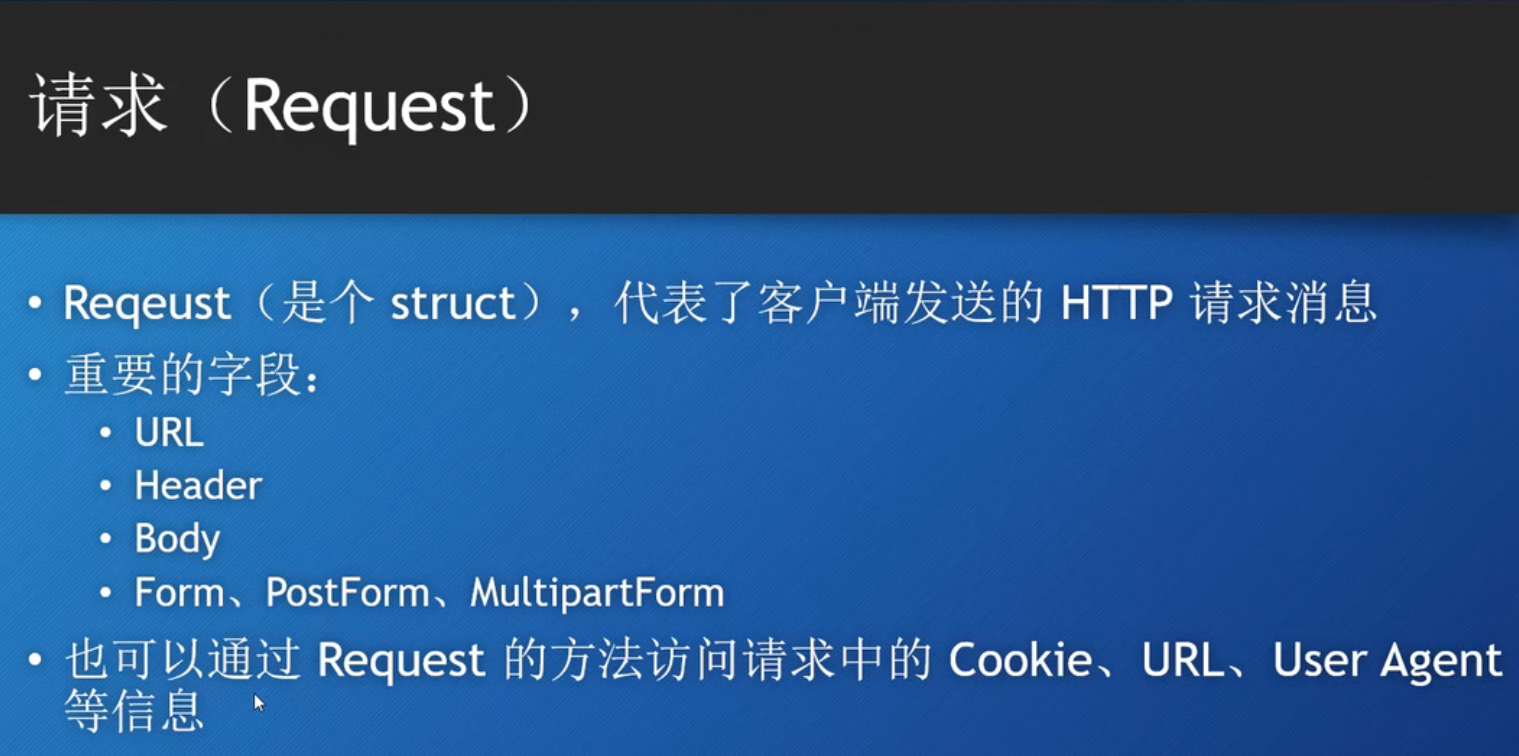 请求（Request）
• Reqeust（是个 struct），代表了客户端发送的 HTTP 请求消息
• 重要的字段：
• URL
• Header
• Body
• Form、PostForm、MultipartForm
• 也可以通过 Request 的方法访问请求中的 Cookie、URL、User Agent
等信息